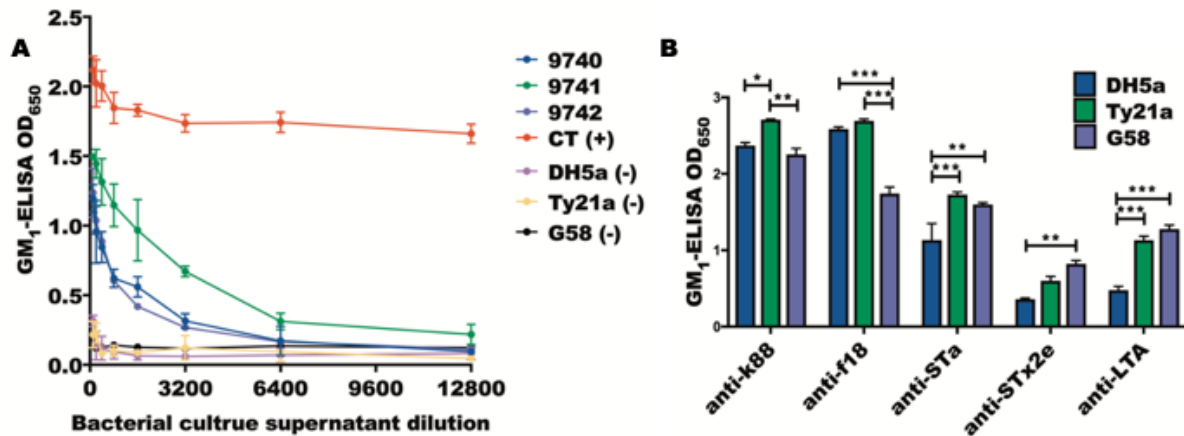 A
GM1-ELISA OD650
2.5
2.0
1.5
1.0
0.5
0.0
0 3200 6400 9600 12800
Bacterial cultrue supernatant dilution
9740
9741
9742
CT (+)
DH5a (-)
Ty21a (-)
G58 (-)
B
GM1-ELISA OD650
3
2
1
0
* ** *** *** ** *** ** *** ***
DH5a
Ty21a
G58
anti-k88 anti-f18 anti-STa anti-STx2e anti-LTA